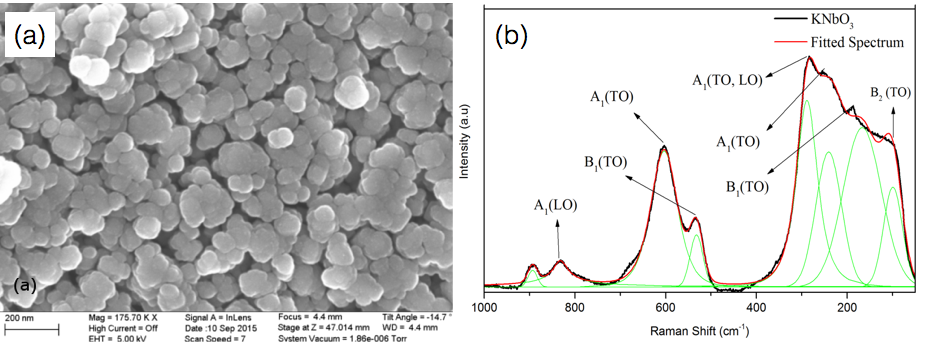 (a)
(a)
200 nm
Mag = 175.70 K X
High Current = Off
EHT = 5.00 kV
Signal A = InLens
Date :10 Sep 2015
Scan Speed = 7
Focus = 4.4 mm
Stage at Z = 47.014 mm
System Vacuum = 1.86e-006 Torr
Tilt Angle = -14.7 °
WD = 4.4 mm
(b)
KNbO3
Fitted Spectrum
A1(TO, LO)
B2(TO)
A1(TO)
A1(TO)
B1(TO)
B1(TO)
A1(LO)
Intensity (a.u)
1000 800 600 400 200
Raman Shift (cm-1)